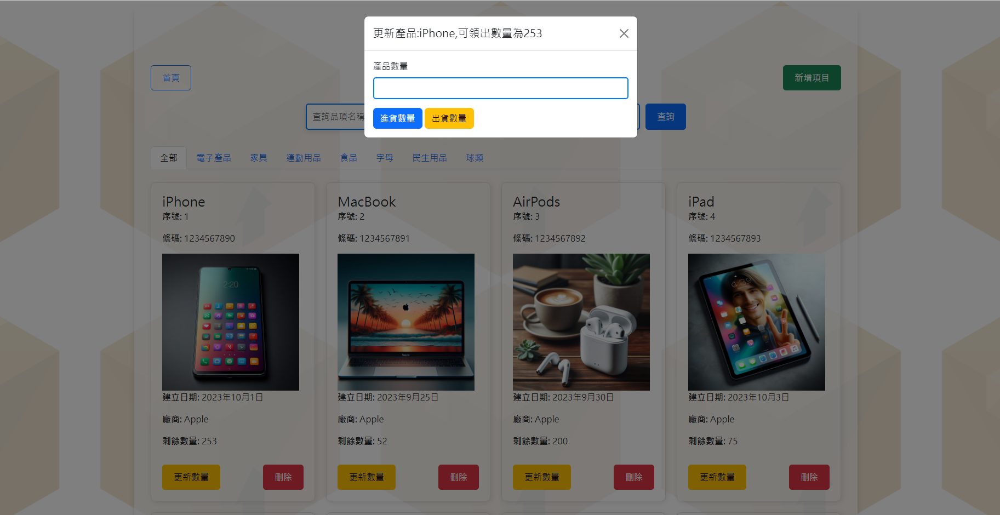 更新產品:iPhone,可領出數量為253
產品數量
進貨數量 出貨數量
首頁
新增項目
查詢品項名稱
查詢
全部 電子產品 家具 運動用品 食品 字母 民生用品 球類
iPhone
序號: 1
條碼: 1234567890
2:20
建立日期: 2023年10月1日
廠商: Apple
剩餘數量: 253
更新數量 刪除
MacBook
序號: 2
條碼: 1234567891
建立日期: 2023年9月25日
廠商: Apple
剩餘數量: 52
更新數量 刪除
AirPods
序號: 3
條碼: 1234567892
建立日期: 2023年9月30日
廠商: Apple
剩餘數量: 200
更新數量 刪除
iPad
序號: 4
條碼: 1234567893
建立日期: 2023年10月3日
廠商: Apple
剩餘數量: 75
更新數量 刪除